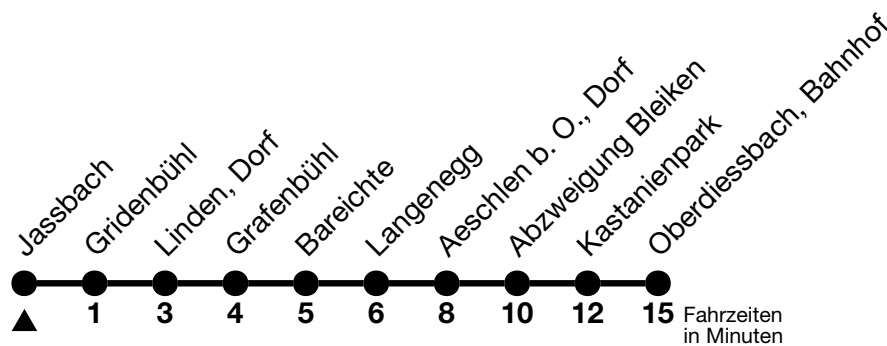 Jassbach
Gridenbühl
Linden, Dorf
Grafenbühl
Bareichte
Langenegg
Aeschlen b. O., Dorf
Abzweigung Bleiken
Kastanienpark
Oberdiessbach, Bahnhof
1 3 4 5 6 8 10 12 15 Fahrzeiten
in Minuten